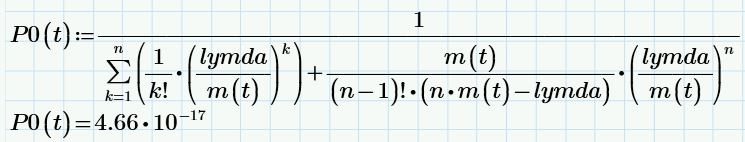 P0(t):=1/(∑_{k=1}^{n}(1/k!·(lymda/m(t))^k)+m(t)/((n−1)!·(n·m(t)−lymda))·(lymda/m(t))^n)
P0(t)=4.66·10^−17